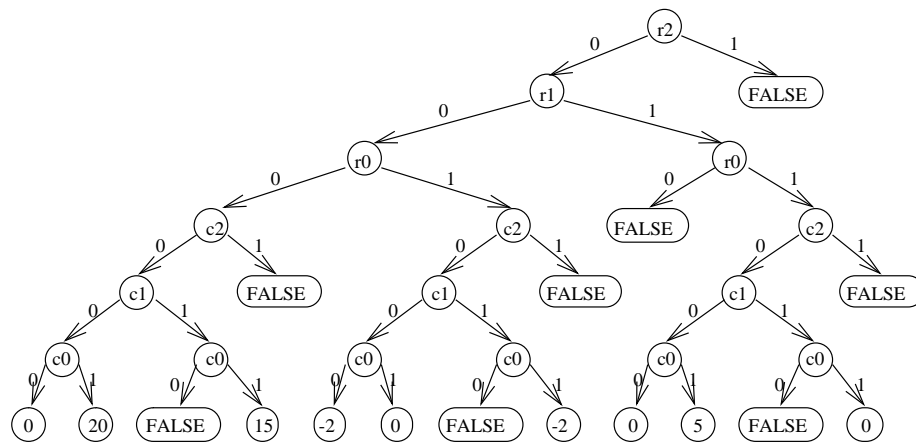 r2
0 1
r1 FALSE
0 1
r0 r0
0 1 0 1
c2 c2 FALSE c2
0 1 0 1 0 1
c1 FALSE c1 FALSE c1 FALSE
0 1 0 1 0 1
c0 c0 c0 c0 c0 c0
0 1 0 1 0 1 0 1 0 1 0 1
0 20 FALSE 15 -2 0 FALSE -2 0 5 FALSE 0